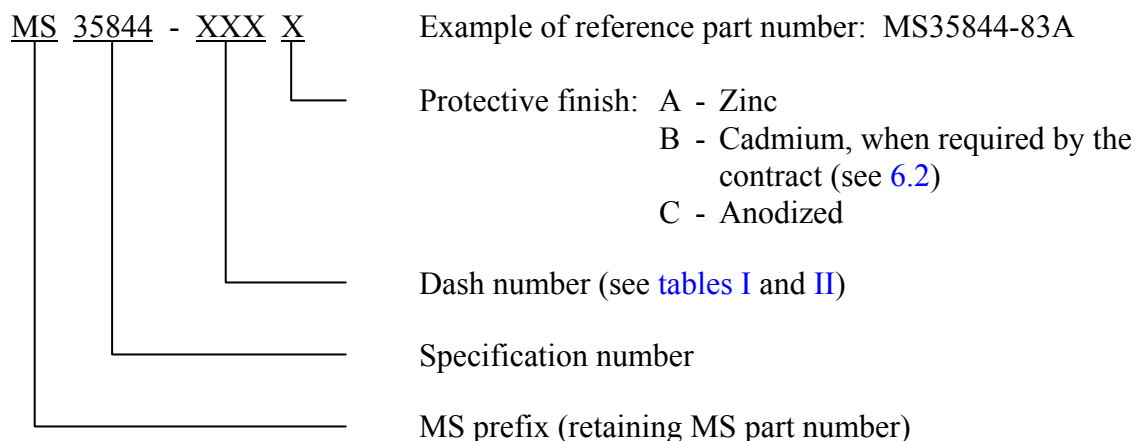 MS 35844 - XXX X Example of reference part number: MS35844-83A
Protective finish: A - Zinc
B - Cadmium, when required by the
contract (see 6.2)
C - Anodized
Dash number (see tables I and II)
Specification number
MS prefix (retaining MS part number)